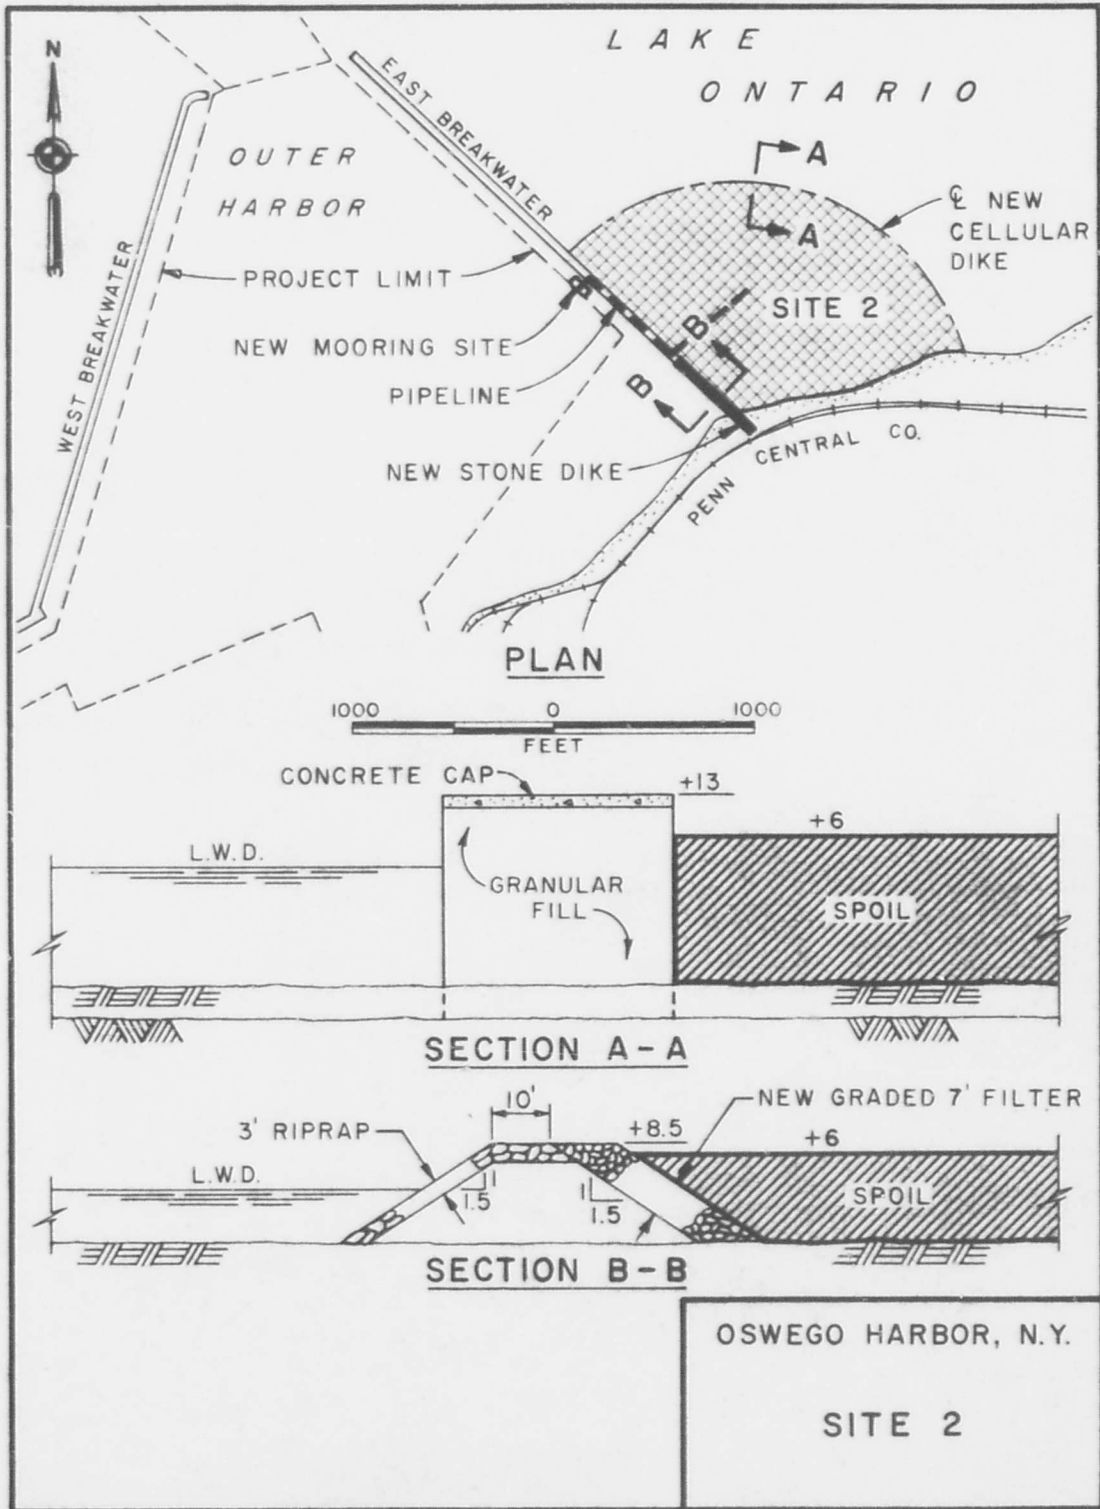 N
LAKE
ONTARIO
EAST BREAKWATER
OUTER
HARBOR
A
A
℄ NEW
CELLULAR
DIKE
WEST BREAKWATER
PROJECT LIMIT
SITE 2
NEW MOORING SITE
B
PIPELINE
B
NEW STONE DIKE
PENN CENTRAL CO.
PLAN
1000 0 1000
FEET
CONCRETE CAP
+13
+6
L.W.D.
GRANULAR
FILL
SPOIL
SECTION A-A
10'
NEW GRADED 7' FILTER
3' RIPRAP
+8.5
+6
L.W.D.
1
1.5
1
1.5
SPOIL
SECTION B-B
OSWEGO HARBOR, N.Y.
SITE 2